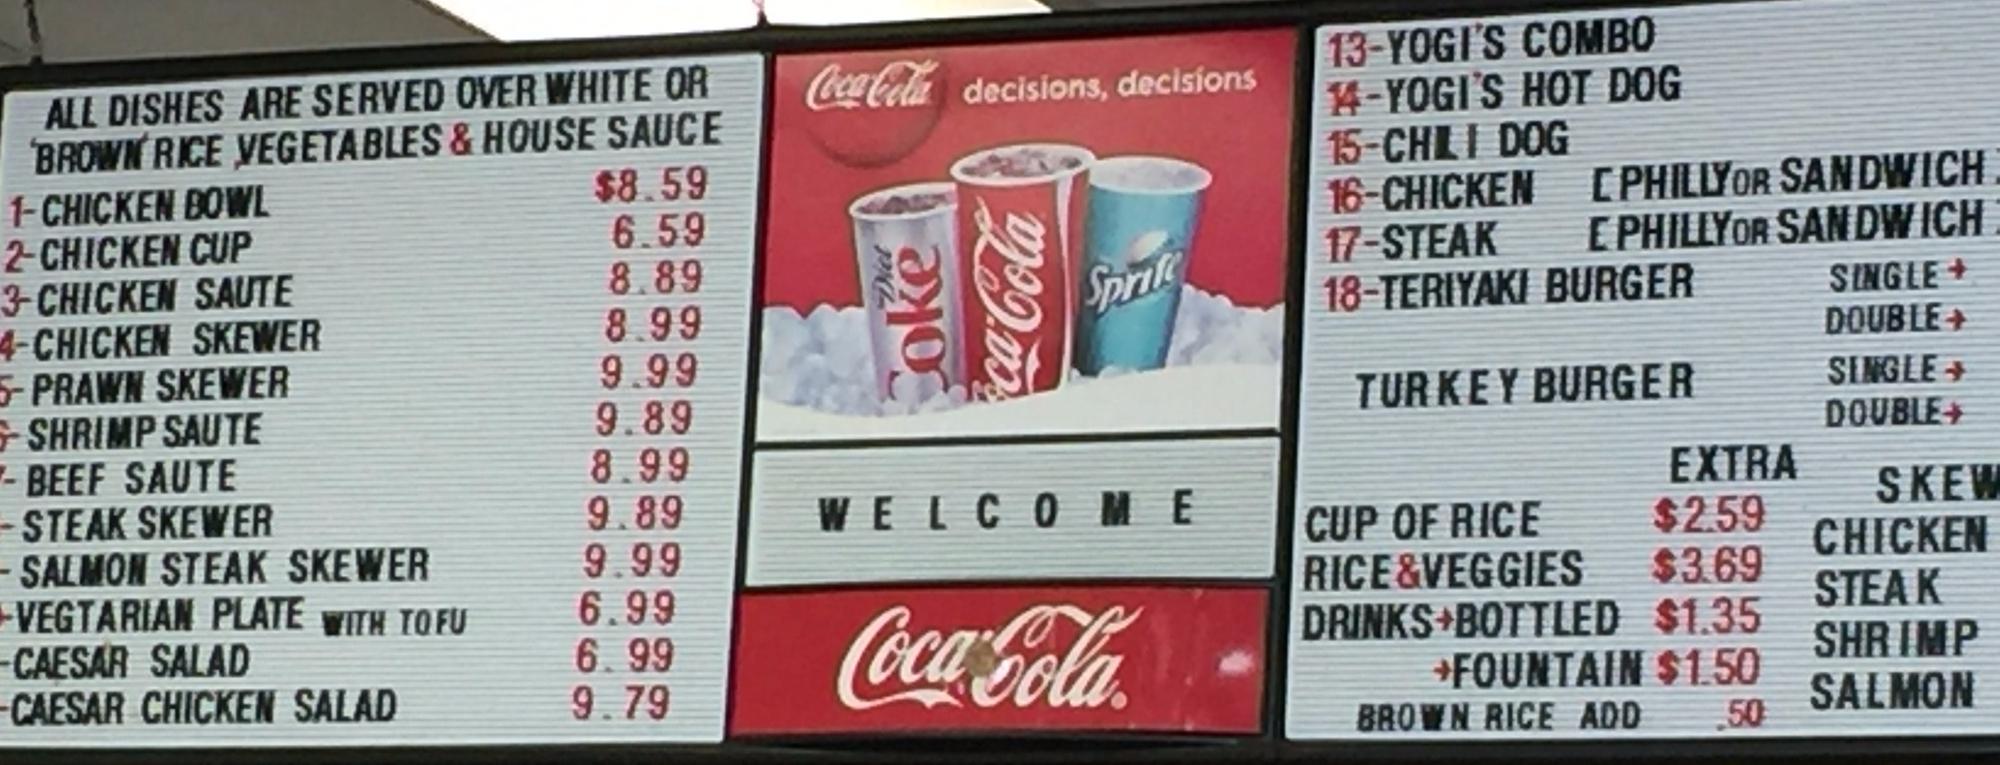 ALL DISHES ARE SERVED OVER WHITE OR
"BROWN" RICE, VEGETABLES & HOUSE SAUCE
1- CHICKEN BOWL $8.59
2- CHICKEN CUP 6.59
3- CHICKEN SAUTE 8.89
4- CHICKEN SKEWER 8.99
5- PRAWN SKEWER 9.99
6- SHRIMP SAUTE 9.89
- BEEF SAUTE 8.99
- STEAK SKEWER 9.89
- SALMON STEAK SKEWER 9.99
- VEGTARIAN PLATE WITH TOFU 6.99
- CAESAR SALAD 6.99
- CAESAR CHICKEN SALAD 9.79
Coca-Cola decisions, decisions
Diet Coke
Coca-Cola
Sprite
WELCOME
Coca-Cola
13-YOGI'S COMBO
14-YOGI'S HOT DOG
15-CHILI DOG
16-CHICKEN [PHILLY OR SANDWICH]
17-STEAK [PHILLY OR SANDWICH]
18-TERIYAKI BURGER SINGLE→
DOUBLE→
TURKEY BURGER SINGLE→
DOUBLE→
EXTRA
CUP OF RICE $2.59
RICE&VEGGIES $3.69
DRINKS→BOTTLED $1.35
→FOUNTAIN $1.50
BROWN RICE ADD .50
SKEW
CHICKEN
STEAK
SHRIMP
SALMON